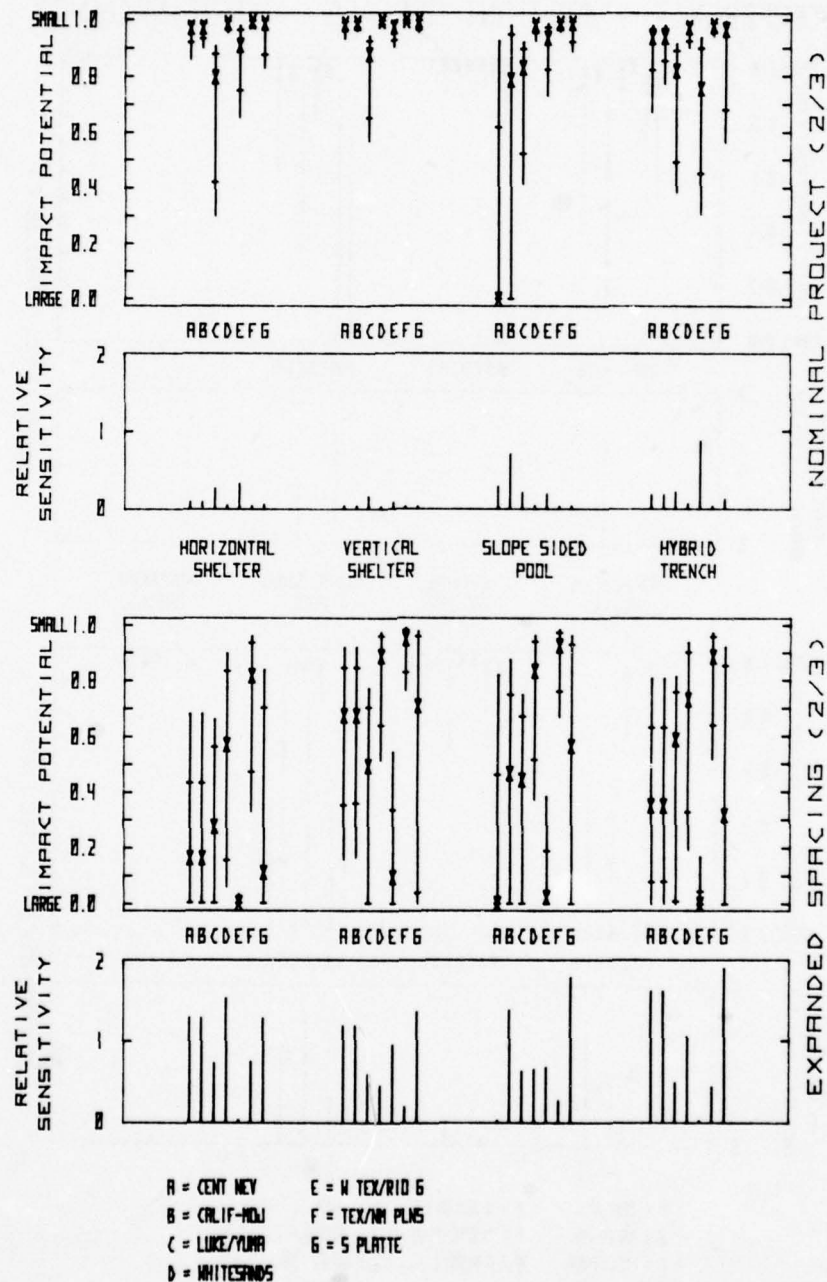 SMALL 1.0
0.8
0.6
0.4
0.2
LARGE 0.0
IMPACT POTENTIAL
ABCDEFG ABCDEFG ABCDEFG ABCDEFG
2
1
0
RELATIVE
SENSITIVITY
NOMINAL PROJECT (2/3)
HORIZONTAL
SHELTER
VERTICAL
SHELTER
SLOPE SIDED
POOL
HYBRID
TRENCH
SMALL 1.0
0.8
0.6
0.4
0.2
LARGE 0.0
IMPACT POTENTIAL
ABCDEFG ABCDEFG ABCDEFG ABCDEFG
2
1
0
RELATIVE
SENSITIVITY
EXPANDED SPACING (2/3)
A = CENT NEV
B = CALIF-MOJ
C = LUKE/YUMA
D = WHITESANDS
E = W TEX/RIO G
F = TEX/NM PLNS
G = S PLATTE